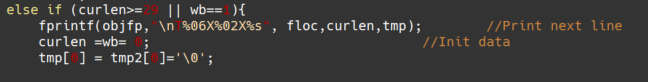 else if (curlen>=29 || wb==1){
fprintf(objfp,"\nT%06X%02X%s", floc,curlen,tmp); //Print next line
curlen =wb= 0; //Init data
tmp[0] = tmp2[0]='\0';